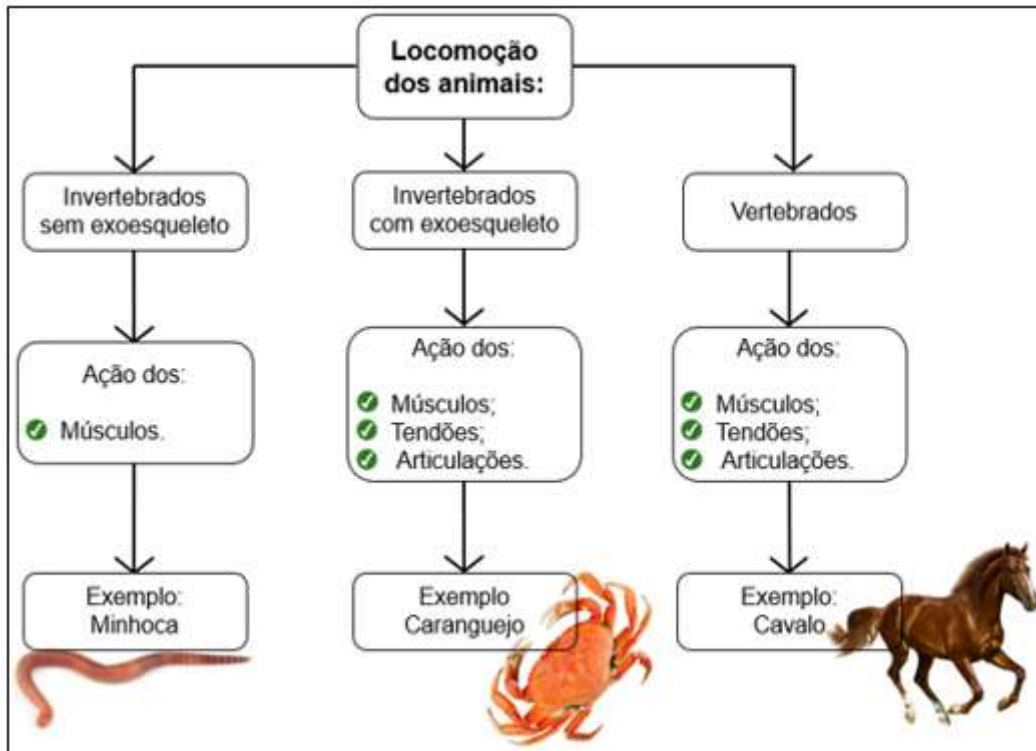 Locomoção
dos animais:
Invertebrados
sem exoesqueleto
Ação dos:
Músculos.
Exemplo:
Minhoca
Invertebrados
com exoesqueleto
Ação dos:
Músculos;
Tendões;
Articulações.
Exemplo
Caranguejo
Vertebrados
Ação dos:
Músculos;
Tendões;
Articulações.
Exemplo:
Cavalo